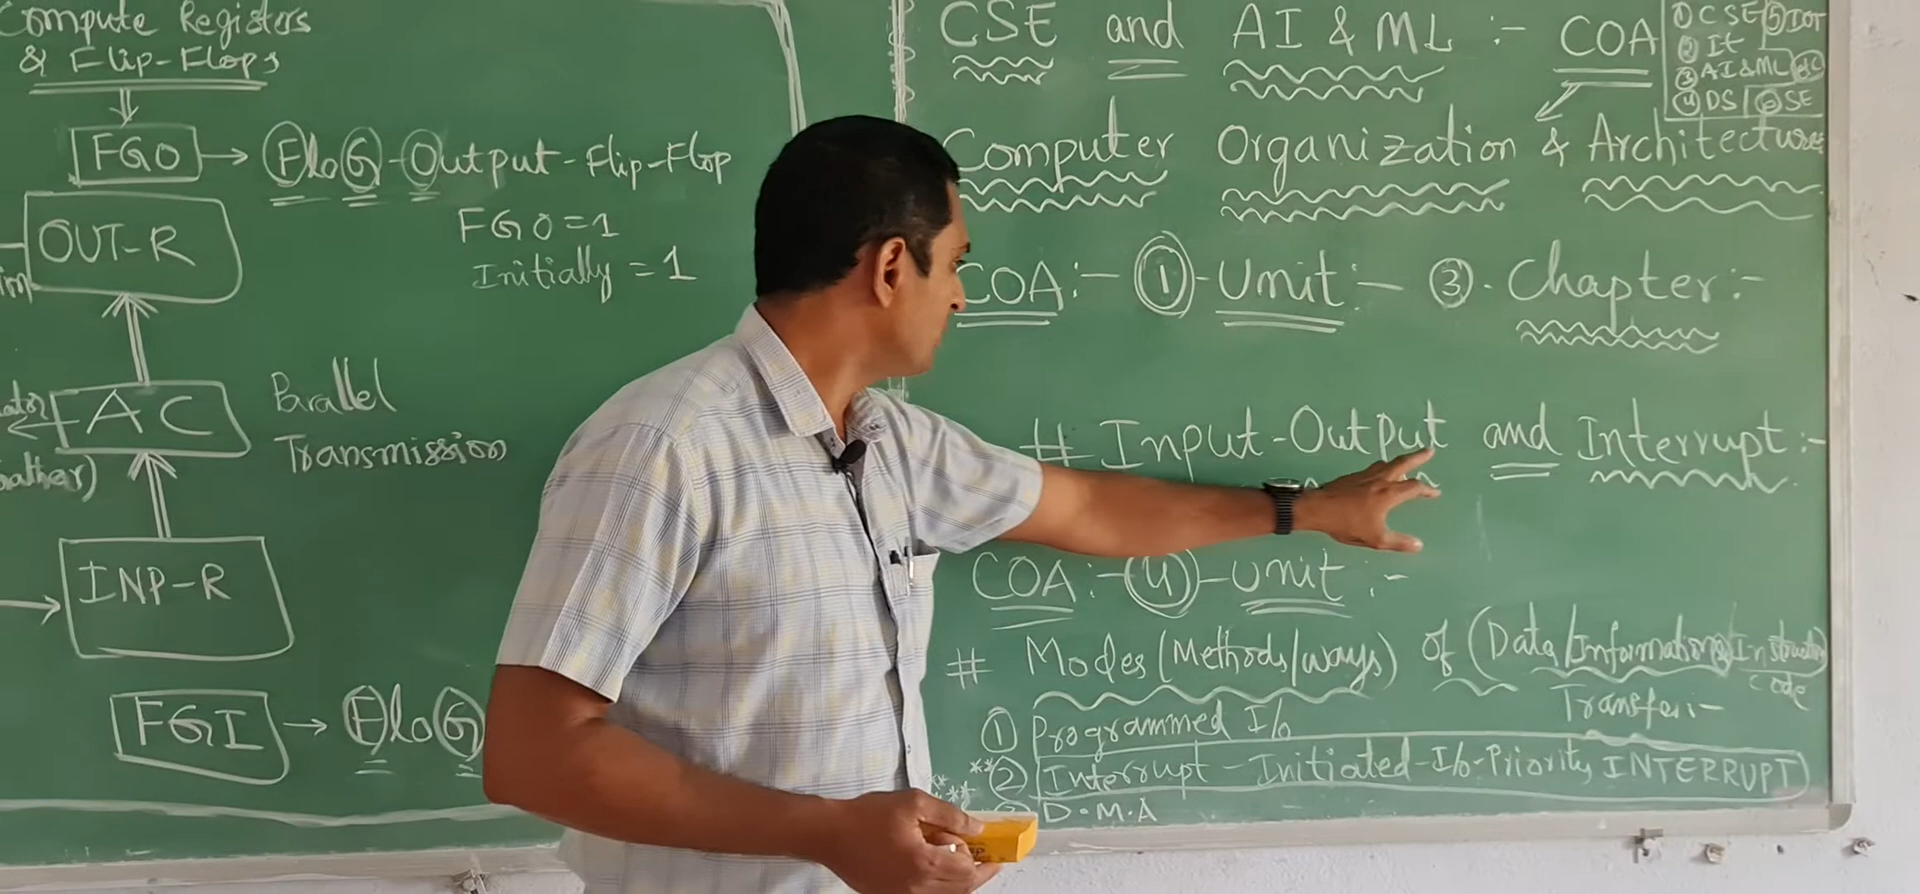 Compute Registers
& Flip-Flops
FGO → FlaG-Output-Flip-Flop
FGO=1
Initially = 1
OUT-R
AC
Parallel
Transmission
INP-R
FGI → FlaG
CSE and AI & ML :- COA
① CSE ⑤ IOT
② It
③ AI&ML etc
④ DS/⑥ SE
Computer Organization & Architecture
COA:- ①-Unit:- ③. Chapter:-
# Input-Output and Interrupt:-
COA:-④-Unit:-
# Modes (Methods/ways) of (Data/Information/Instruction
code
Transfer:-
① Programmed I/o
**② Interrupt-Initiated-I/o-Priority INTERRUPT
*** ③ D.M.A